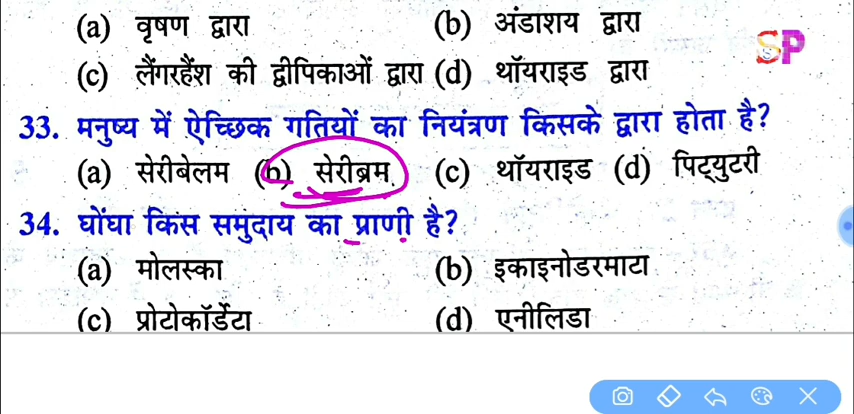 (a) वृषण द्वारा (b) अंडाशय द्वारा
SP
(c) लैंगरहैंश की द्वीपिकाओं द्वारा (d) थॉयराइड द्वारा
33. मनुष्य में ऐच्छिक गतियों का नियंत्रण किसके द्वारा होता है?
(a) सेरीबेलम (b) सेरीब्रम (c) थॉयराइड (d) पिट्युटरी
34. घोंघा किस समुदाय का प्राणी है?
(a) मोलस्का (b) इकाइनोडरमाटा
(c) प्रोटोकॉर्डेटा (d) एनीलिडा